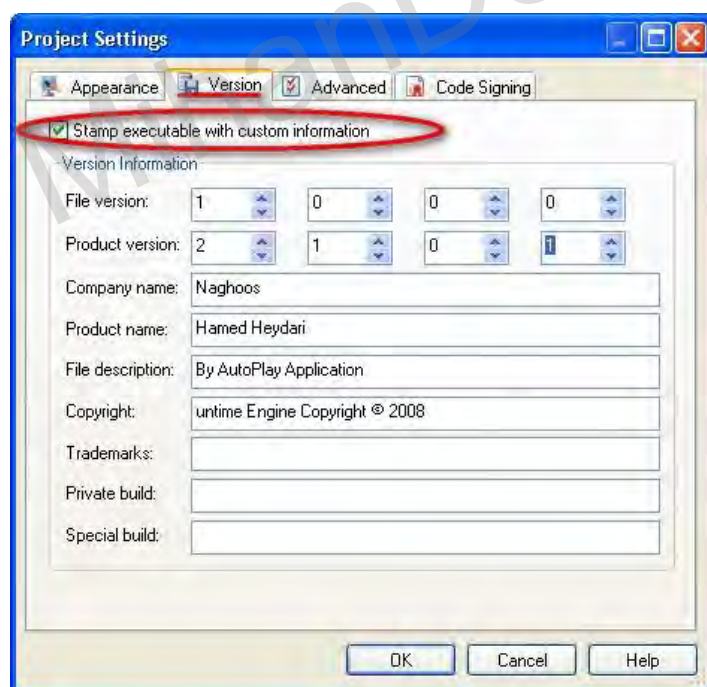 Project Settings
Appearance Version Advanced Code Signing
Stamp executable with custom information
Version Information
File version: 1 0 0 0
Product version: 2 1 0 1
Company name: Naghoos
Product name: Hamed Heydari
File description: By AutoPlay Application
Copyright: untime Engine Copyright © 2008
Trademarks:
Private build:
Special build:
OK Cancel Help